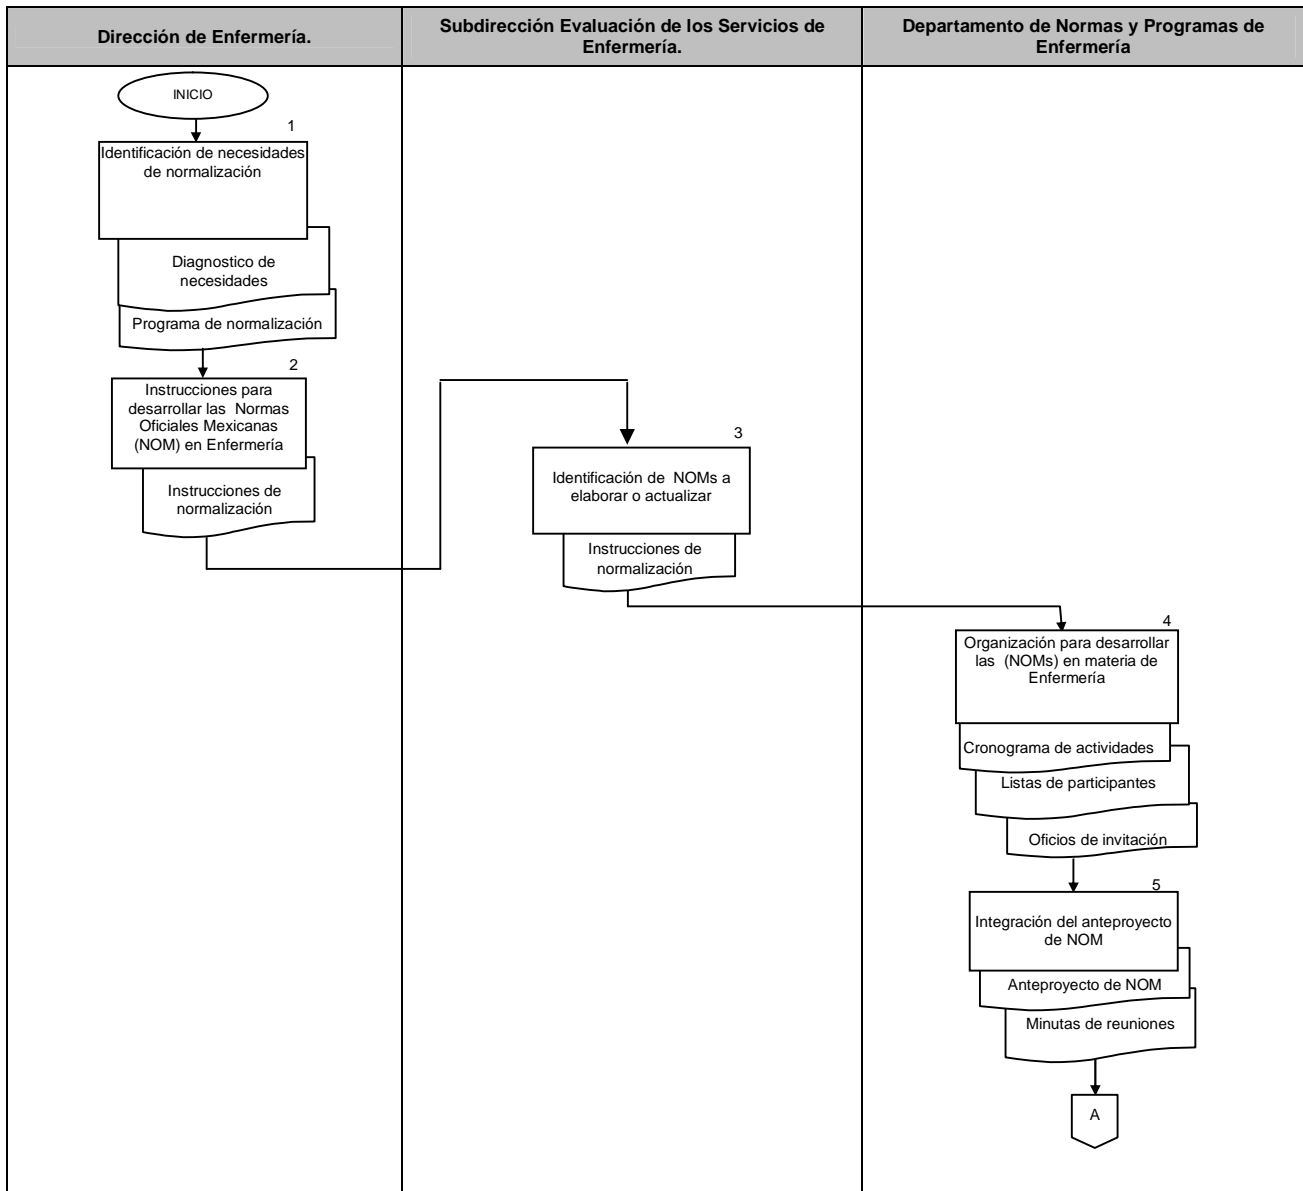 Dirección de Enfermería.
Subdirección Evaluación de los Servicios de
Enfermería.
Departamento de Normas y Programas de
Enfermería
INICIO
1
Identificación de necesidades
de normalización
Diagnostico de
necesidades
Programa de normalización
2
Instrucciones para
desarrollar las  Normas
Oficiales Mexicanas
(NOM) en Enfermería
Instrucciones de
normalización
3
Identificación de  NOMs a
elaborar o actualizar
Instrucciones de
normalización
4
Organización para desarrollar
las  (NOMs) en materia de
Enfermería
Cronograma de actividades
Listas de participantes
Oficios de invitación
5
Integración del anteproyecto
de NOM
Anteproyecto de NOM
Minutas de reuniones
A